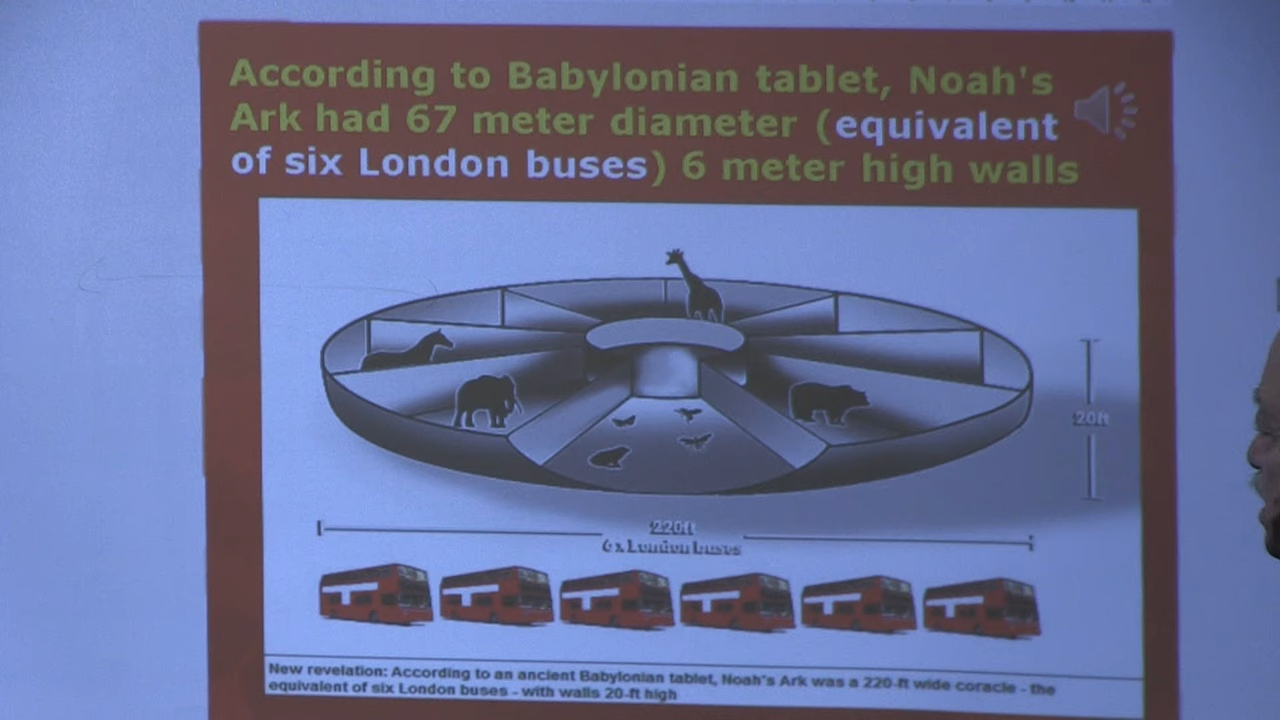 According to Babylonian tablet, Noah's
Ark had 67 meter diameter (equivalent
of six London buses) 6 meter high walls
20ft
220ft
6 x London buses
New revelation: According to an ancient Babylonian tablet, Noah's Ark was a 220-ft wide coracle - the
equivalent of six London buses - with walls 20-ft high